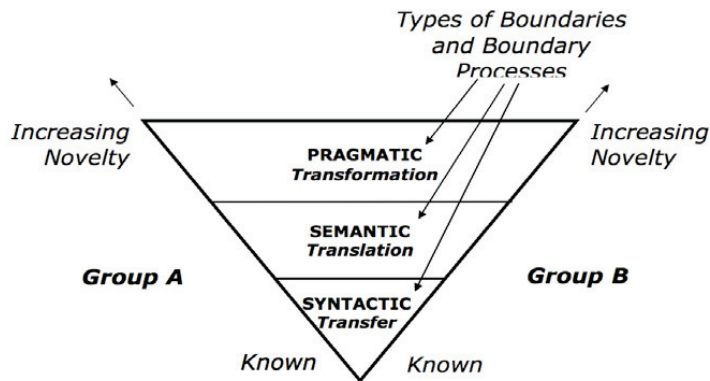 Types of Boundaries
and Boundary
Processes
Increasing
Novelty
Increasing
Novelty
PRAGMATIC
Transformation
SEMANTIC
Translation
Group A
Group B
SYNTACTIC
Transfer
Known
Known